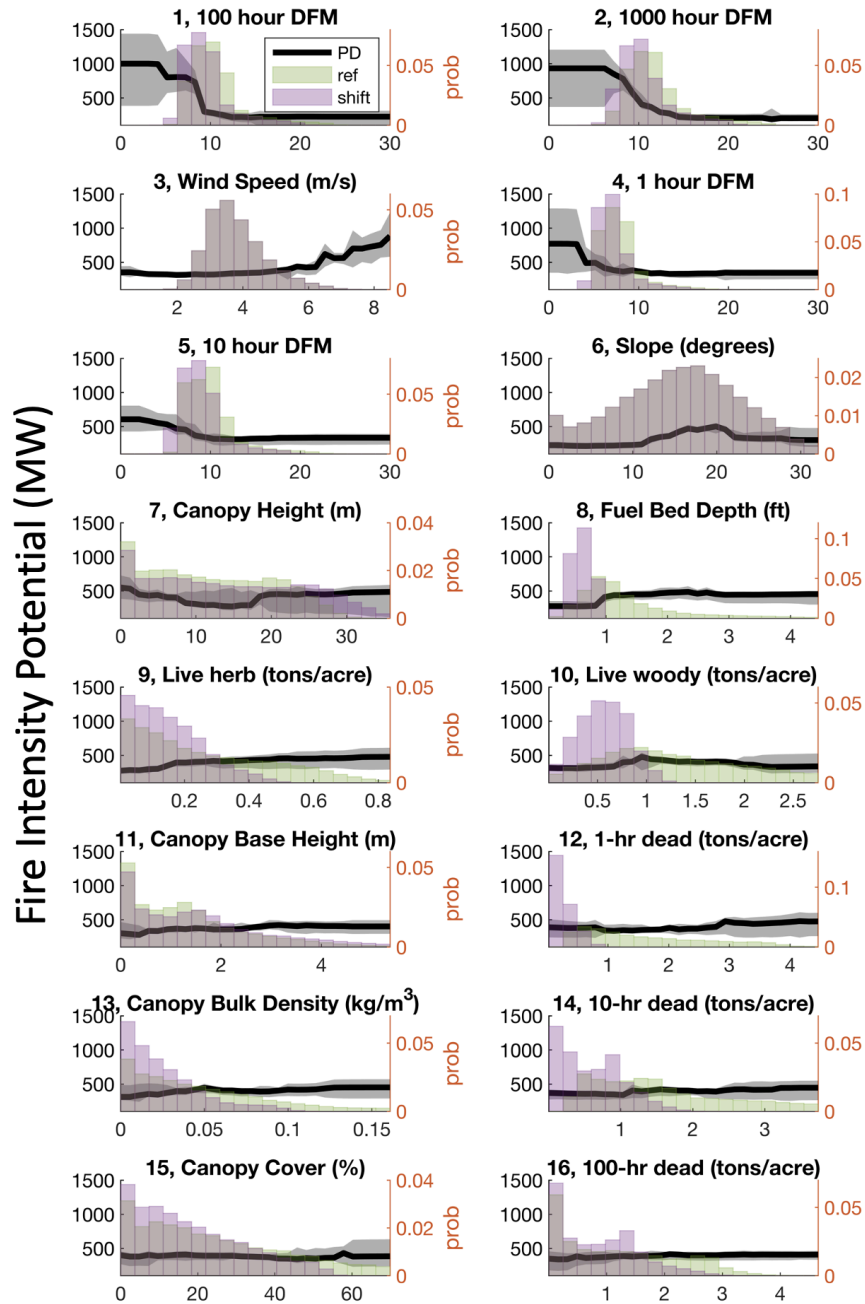 Fire Intensity Potential (MW)
1, 100 hour DFM
1500
1000
500
0 10 20 30
0.05
0
prob
PD
ref
shift
2, 1000 hour DFM
1500
1000
500
0 10 20 30
0.05
0
prob
3, Wind Speed (m/s)
1500
1000
500
2 4 6 8
0.05
0
prob
4, 1 hour DFM
1500
1000
500
0 10 20 30
0.1
0.05
0
prob
5, 10 hour DFM
1500
1000
500
0 10 20 30
0.05
0
prob
6, Slope (degrees)
1500
1000
500
0 10 20 30
0.02
0.01
0
prob
7, Canopy Height (m)
1500
1000
500
0 10 20 30
0.04
0.02
0
prob
8, Fuel Bed Depth (ft)
1500
1000
500
1 2 3 4
0.1
0.05
0
prob
9, Live herb (tons/acre)
1500
1000
500
0.2 0.4 0.6 0.8
0.05
0
prob
10, Live woody (tons/acre)
1500
1000
500
0.5 1 1.5 2 2.5
0.05
0
prob
11, Canopy Base Height (m)
1500
1000
500
0 2 4
0.05
0
prob
12, 1-hr dead (tons/acre)
1500
1000
500
1 2 3 4
0.1
0
prob
13, Canopy Bulk Density (kg/m³)
1500
1000
500
0 0.05 0.1 0.15
0.05
0
prob
14, 10-hr dead (tons/acre)
1500
1000
500
1 2 3
0.05
0
prob
15, Canopy Cover (%)
1500
1000
500
0 20 40 60
0.04
0.02
0
prob
16, 100-hr dead (tons/acre)
1500
1000
500
1 2 3 4
0.05
0
prob